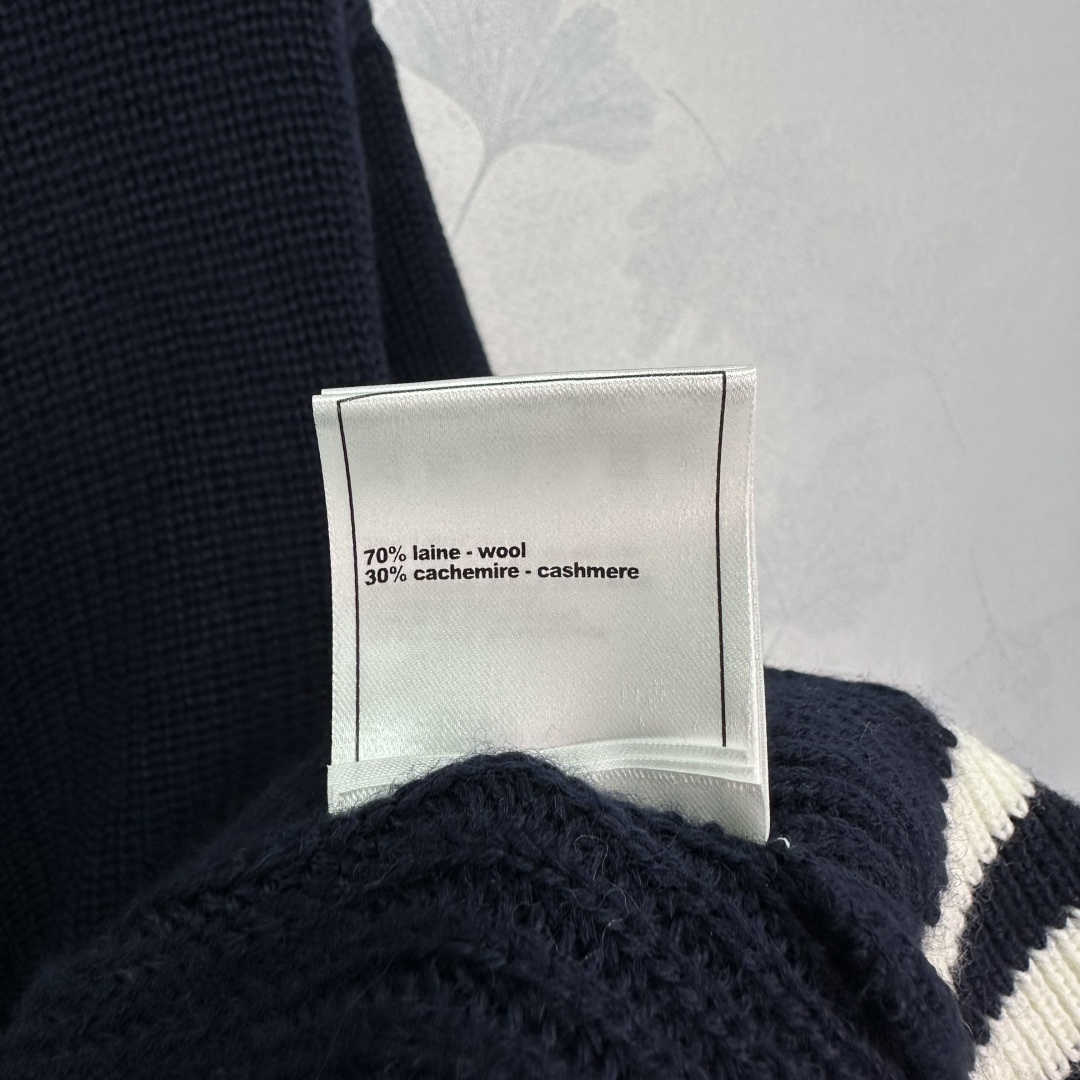 70% laine - wool
30% cachemire - cashmere